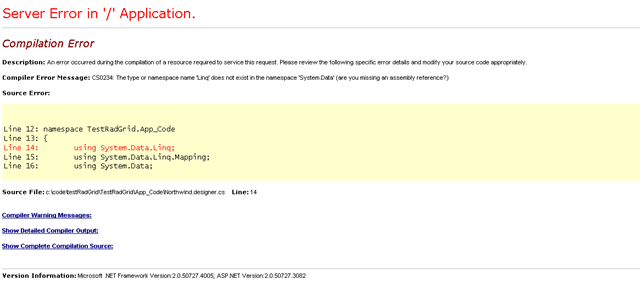 Server Error in '/' Application.
Compilation Error
Description: An error occurred during the compilation of a resource required to service this request. Please review the following specific error details and modify your source code appropriately.
Compiler Error Message: CS0234: The type or namespace name 'Linq' does not exist in the namespace 'System.Data' (are you missing an assembly reference?)
Source Error:
Line 12: namespace TestRadGrid.App_Code
Line 13: {
Line 14:        using System.Data.Linq;
Line 15:        using System.Data.Linq.Mapping;
Line 16:        using System.Data;
Source File: c:\code\testRadGrid\TestRadGrid\App_Code\Northwind.designer.cs    Line: 14
Compiler Warning Messages:
Show Detailed Compiler Output:
Show Complete Compilation Source:
Version Information: Microsoft .NET Framework Version:2.0.50727.4005; ASP.NET Version:2.0.50727.3082